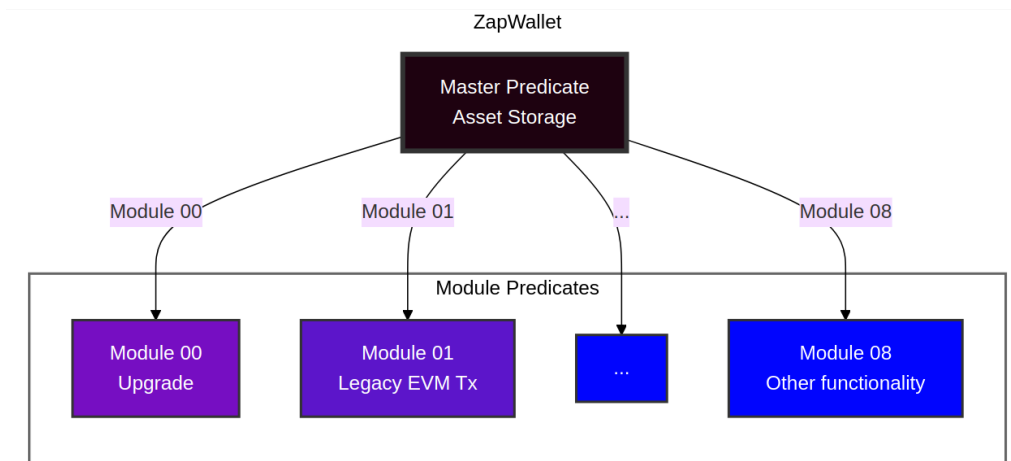 ZapWallet
Master Predicate
Asset Storage
Module 00
Module 01
...
Module 08
Module Predicates
Module 00
Upgrade
Module 01
Legacy EVM Tx
...
Module 08
Other functionality